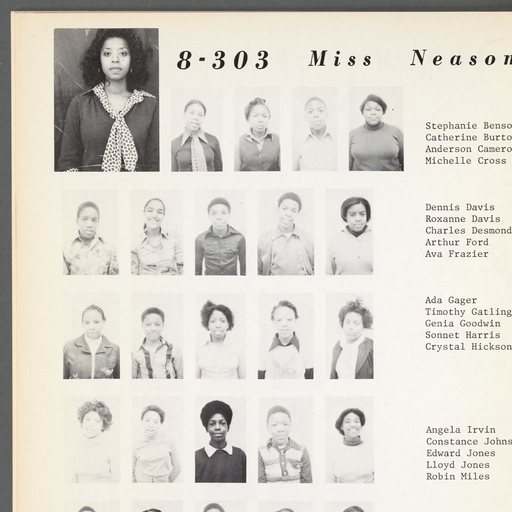 8-303 Miss Neason
Stephanie Benso
Catherine Burto
Anderson Camero
Michelle Cross
Dennis Davis
Roxanne Davis
Charles Desmond
Arthur Ford
Ava Frazier
Ada Gager
Timothy Gatling
Genia Goodwin
Sonnet Harris
Crystal Hickson
Angela Irvin
Constance Johns
Edward Jones
Lloyd Jones
Robin Miles